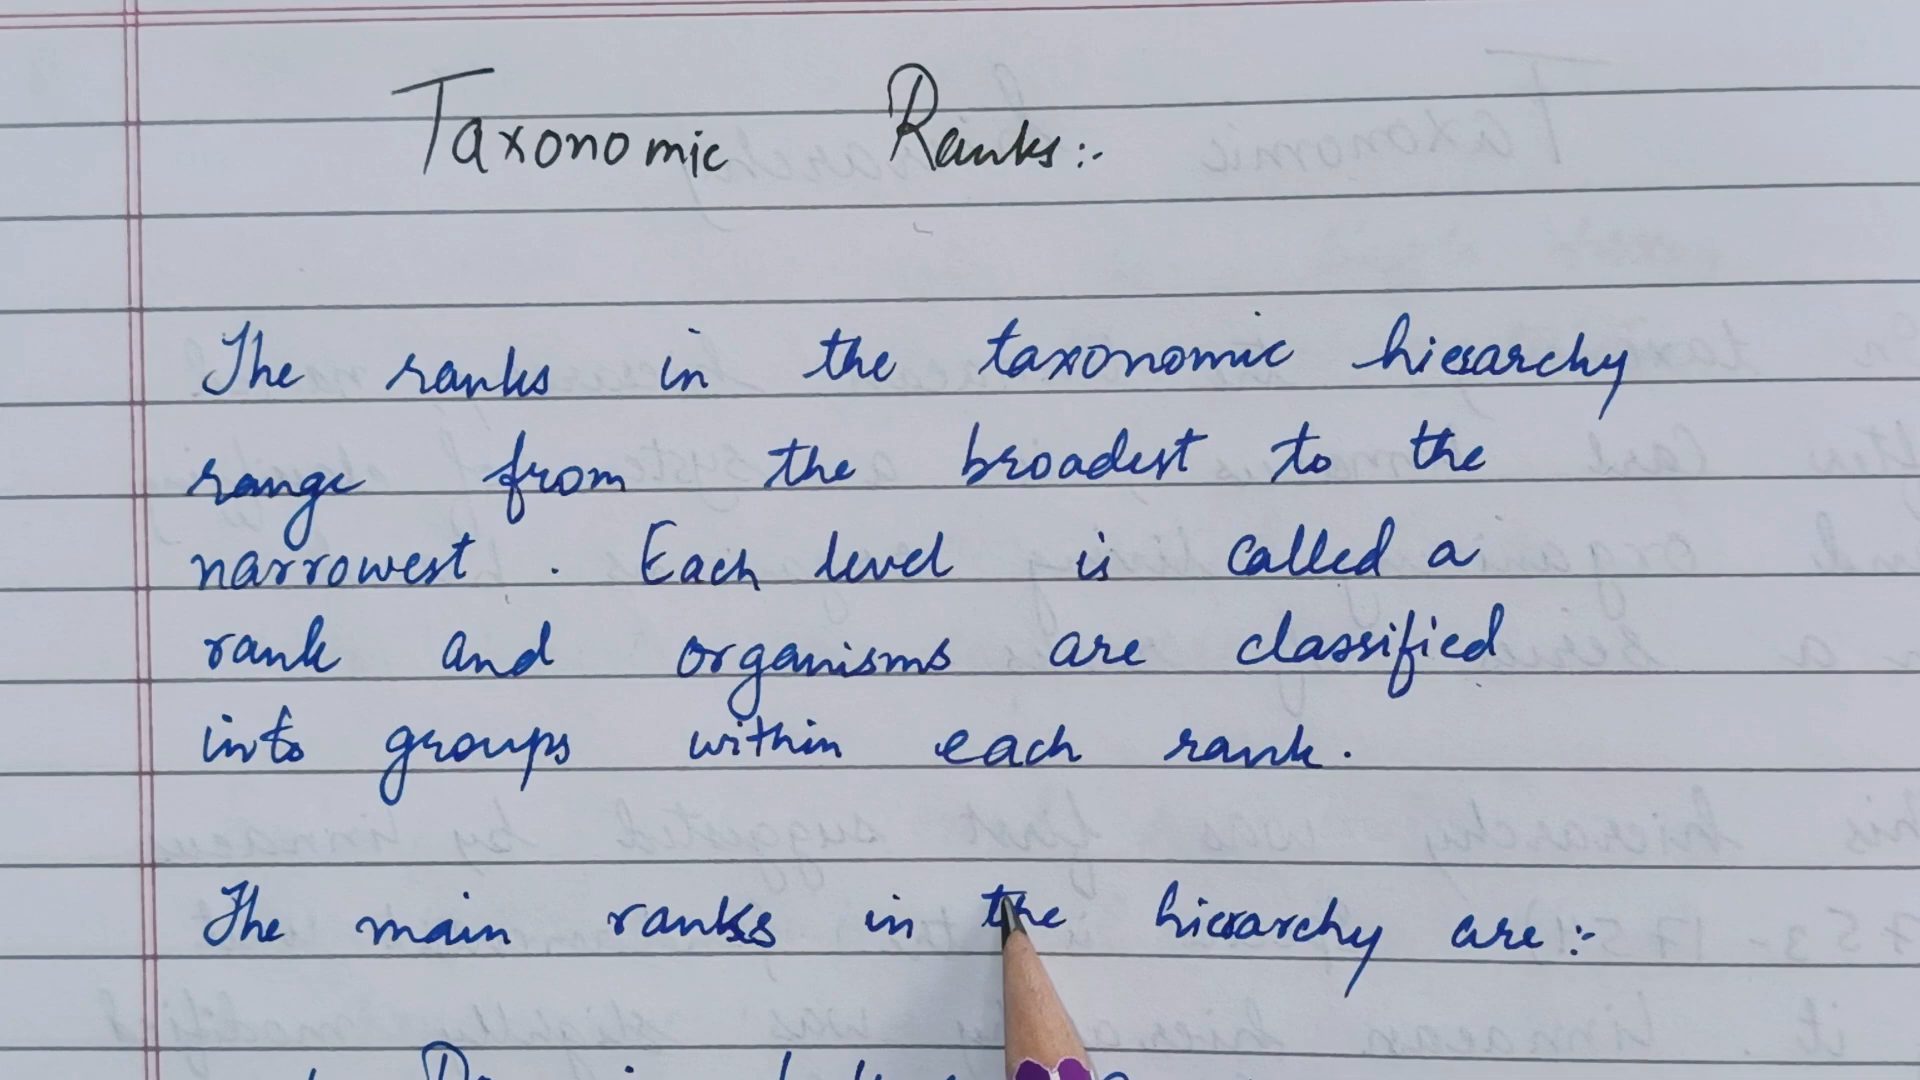 Taxonomic Ranks:-
The ranks in the taxonomic hierarchy
range from the broadest to the
narrowest. Each level is called a
rank and organisms are classified
into groups within each rank.
The main ranks in the hierarchy are:-